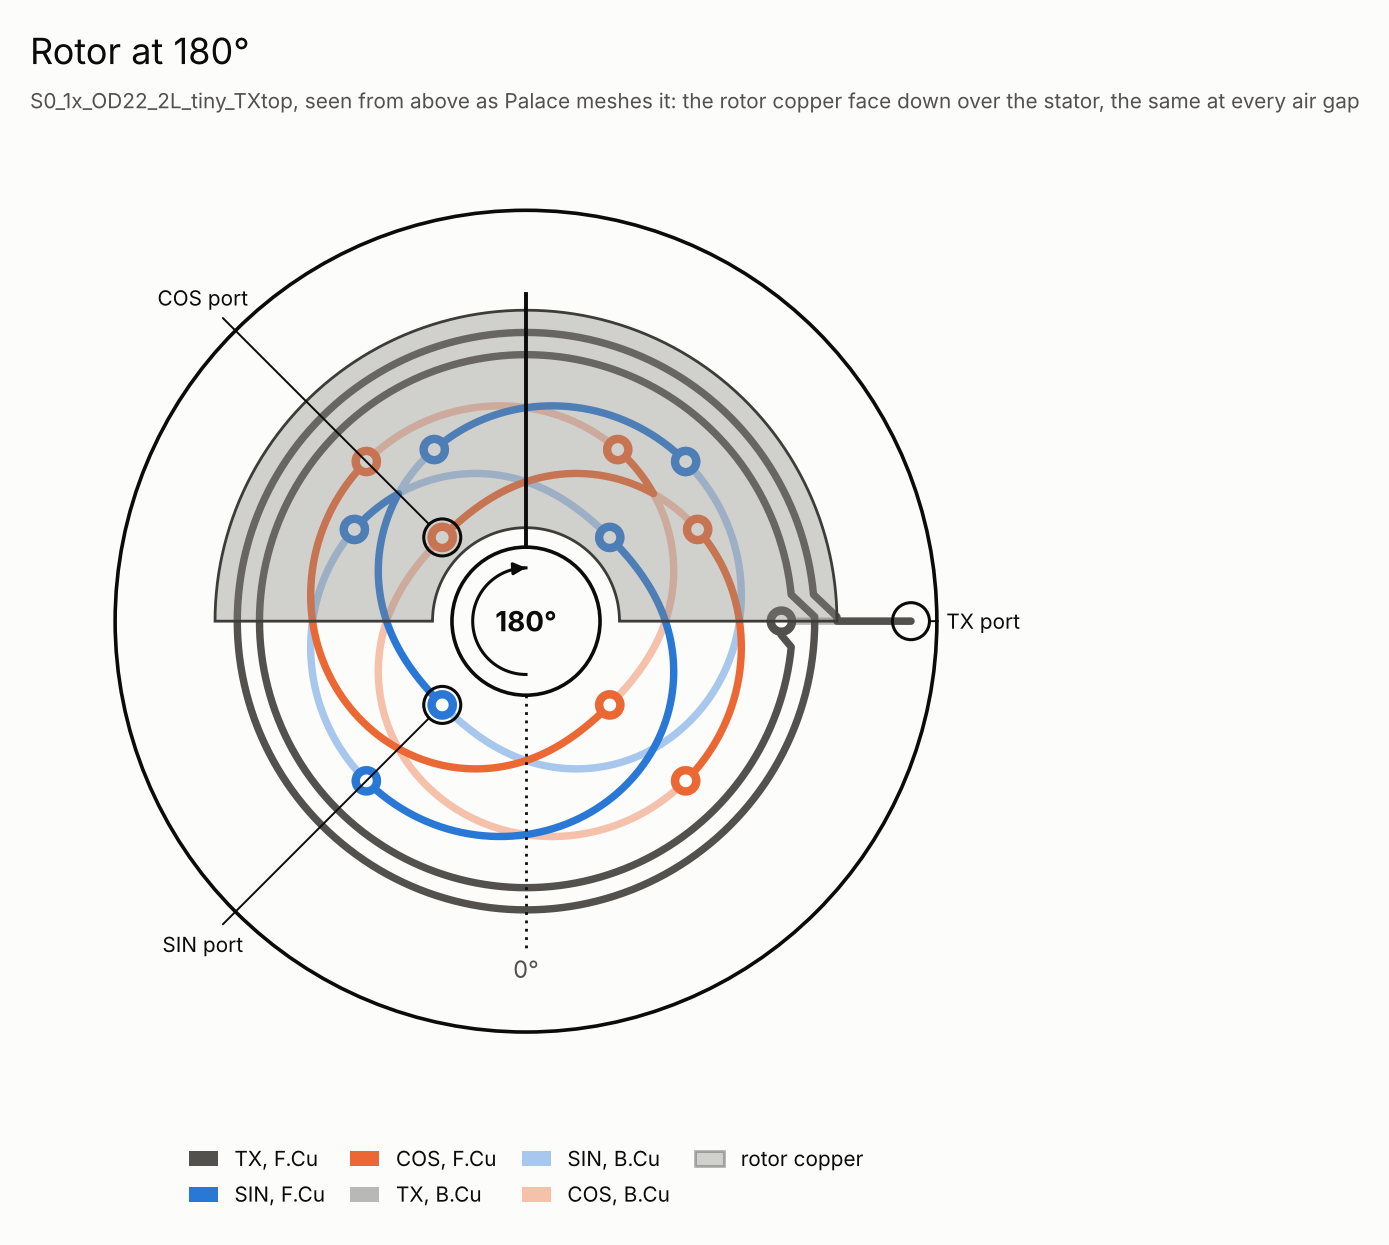 Rotor at 180°
S0_1x_OD22_2L_tiny_TXtop, seen from above as Palace meshes it: the rotor copper face down over the stator, the same at every air gap
COS port
180°
TX port
SIN port
0°
TX, F.Cu
COS, F.Cu
SIN, B.Cu
rotor copper
SIN, F.Cu
TX, B.Cu
COS, B.Cu